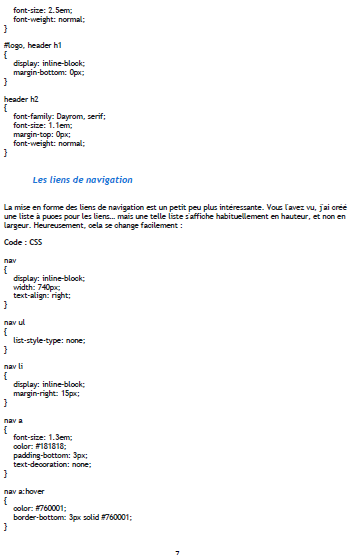 font-size: 2.5em;
font-weight: normal;
}
#logo, header h1
{
display: inline-block;
margin-bottom: 0px;
}
header h2
{
font-family: Dayrom, serif;
font-size: 1.1em;
margin-top: 0px;
font-weight: normal;
}
Les liens de navigation
La mise en forme des liens de navigation est un petit peu plus intéressante. Vous l'avez vu, j'ai créé
une liste à puces pour les liens... mais une telle liste s'affiche habituellement en hauteur, et non en
largeur. Heureusement, cela se change facilement :
Code : CSS
nav
{
display: inline-block;
width: 740px;
text-align: right;
}
nav ul
{
list-style-type: none;
}
nav li
{
display: inline-block;
margin-right: 15px;
}
nav a
{
font-size: 1.3em;
color: #181818;
padding-bottom: 3px;
text-decoration: none;
}
nav a:hover
{
color: #760001;
border-bottom: 3px solid #760001;
}